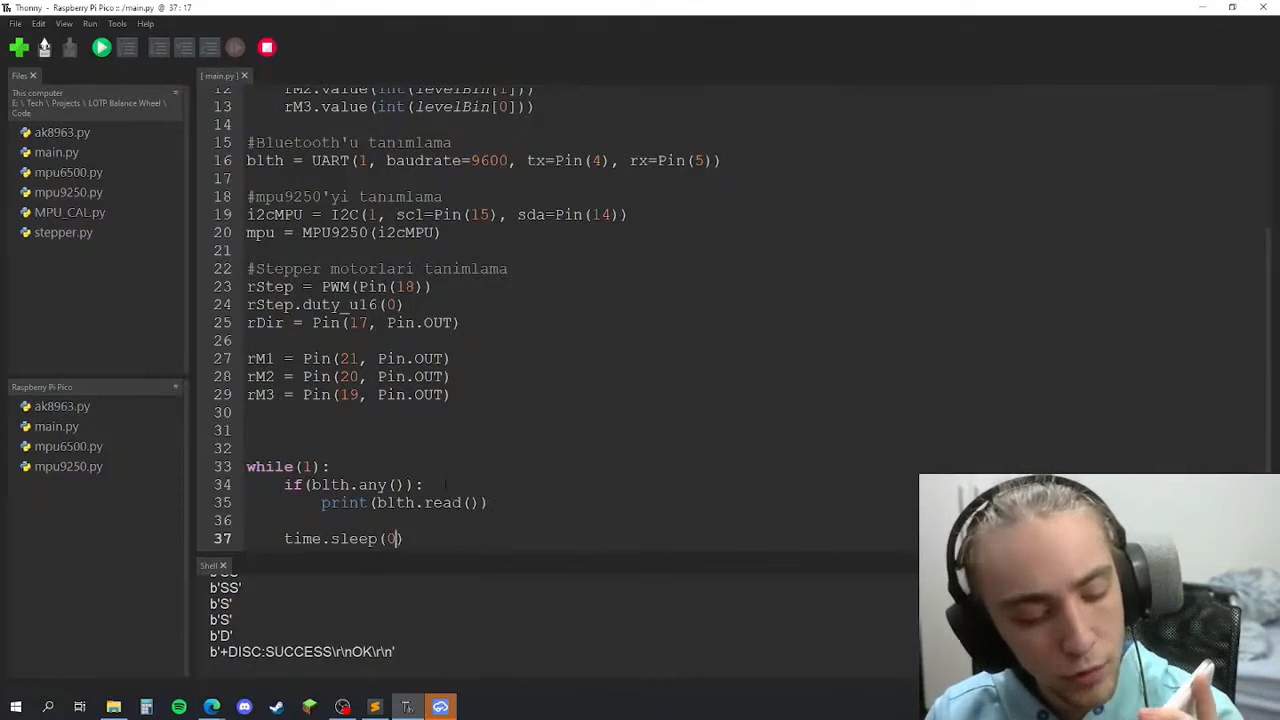 Thonny - Raspberry Pi Pico :: /main.py @ 37 : 17
File Edit View Run Tools Help
Files
[ main.py ]
This computer
E: \ Tech \ Projects \ LOTP Balance Wheel \
Code
ak8963.py
main.py
mpu6500.py
mpu9250.py
MPU_CAL.py
stepper.py
Raspberry Pi Pico
ak8963.py
main.py
mpu6500.py
mpu9250.py
12 rM2.value(int(levelBin[1]))
13 rM3.value(int(levelBin[0]))
14
15 #Bluetooth'u tanımlama
16 blth = UART(1, baudrate=9600, tx=Pin(4), rx=Pin(5))
17
18 #mpu9250'yi tanımlama
19 i2cMPU = I2C(1, scl=Pin(15), sda=Pin(14))
20 mpu = MPU9250(i2cMPU)
21
22 #Stepper motorlari tanimlama
23 rStep = PWM(Pin(18))
24 rStep.duty_u16(0)
25 rDir = Pin(17, Pin.OUT)
26
27 rM1 = Pin(21, Pin.OUT)
28 rM2 = Pin(20, Pin.OUT)
29 rM3 = Pin(19, Pin.OUT)
30
31
32
33 while(1):
34 if(blth.any()):
35 print(blth.read())
36
37 time.sleep(0)
Shell
b'SS'
b'S'
b'S'
b'D'
b'+DISC:SUCCESS\r\nOK\r\n'